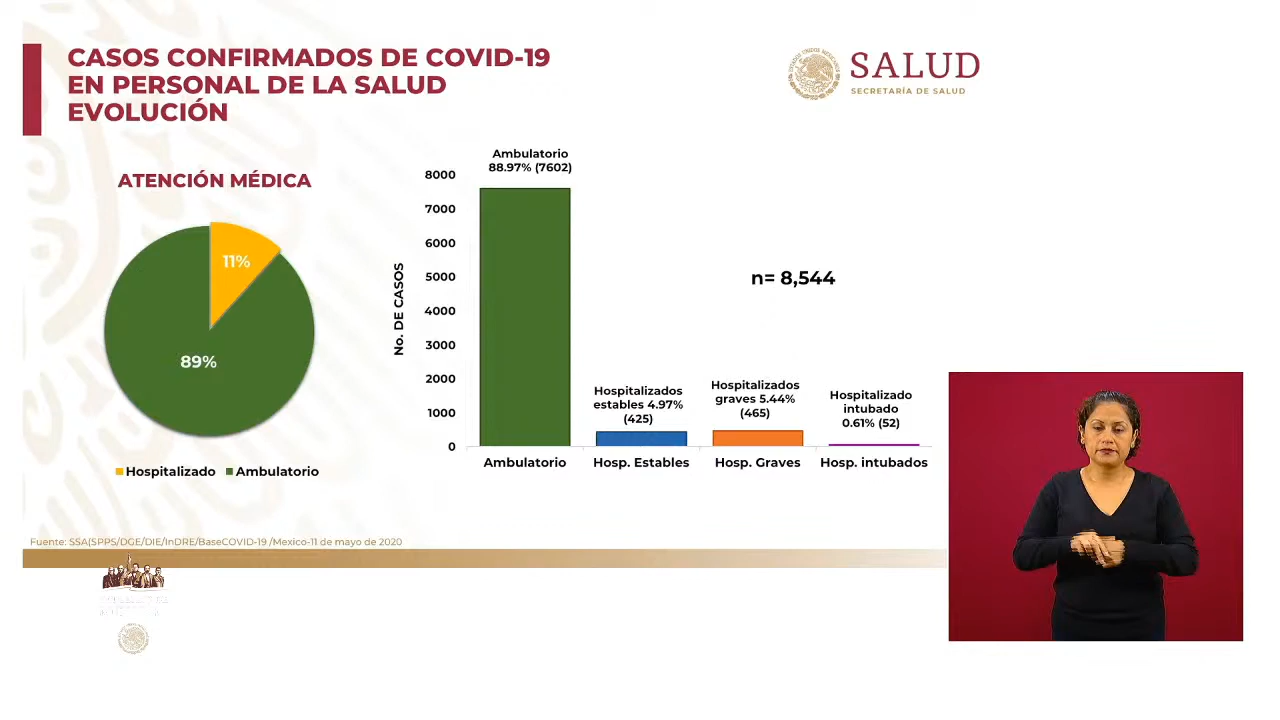 CASOS CONFIRMADOS DE COVID-19
EN PERSONAL DE LA SALUD
EVOLUCIÓN
SALUD
SECRETARÍA DE SALUD
ATENCIÓN MÉDICA
11%
89%
Hospitalizado Ambulatorio
No. DE CASOS
8000
7000
6000
5000
4000
3000
2000
1000
0
Ambulatorio
88.97% (7602)
Hospitalizados
estables 4.97%
(425)
Hospitalizados
graves 5.44%
(465)
Hospitalizado
intubado
0.61% (52)
n= 8,544
Ambulatorio Hosp. Estables Hosp. Graves Hosp. intubados
Fuente: SSA(SPPS/DGE/DIE/InDRE/BaseCOVID-19 /Mexico-11 de mayo de 2020